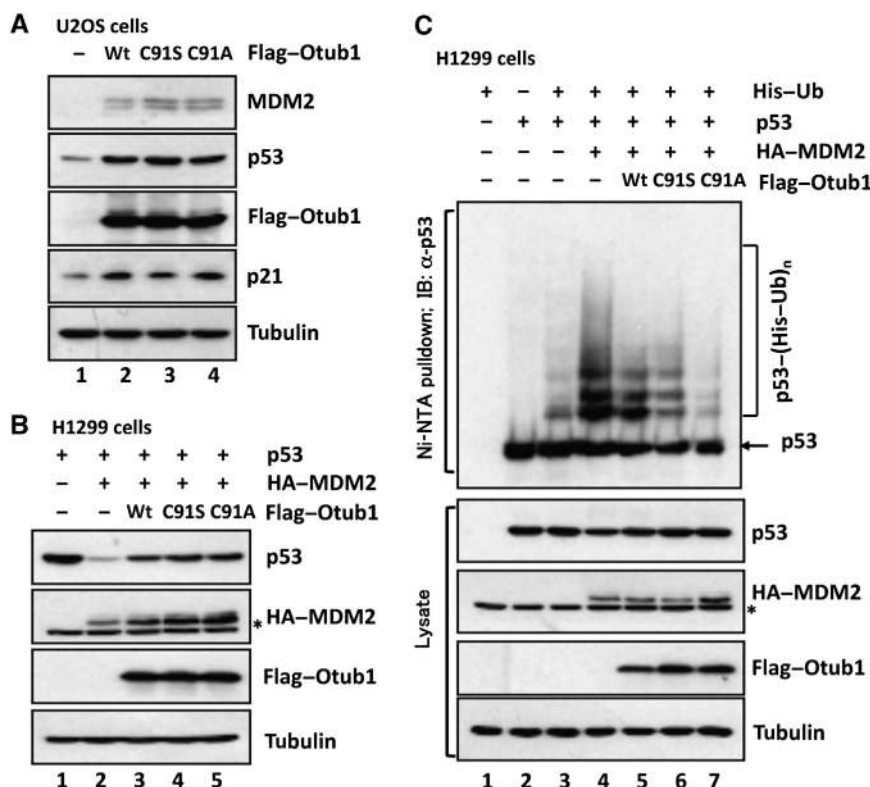 A
U2OS cells
– Wt C91S C91A Flag–Otub1
MDM2
p53
Flag–Otub1
p21
Tubulin
1 2 3 4
B
H1299 cells
+ + + + + p53
– + + + + HA–MDM2
– – Wt C91S C91A Flag–Otub1
p53
HA–MDM2
*
Flag–Otub1
Tubulin
1 2 3 4 5
C
H1299 cells
+ – + + + + + His–Ub
– + + + + + + p53
– – – + + + + HA–MDM2
– – – – Wt C91S C91A Flag–Otub1
Ni-NTA pulldown; IB: α-p53
p53–(His–Ub)n
p53
Lysate
p53
HA–MDM2
*
Flag–Otub1
Tubulin
1 2 3 4 5 6 7